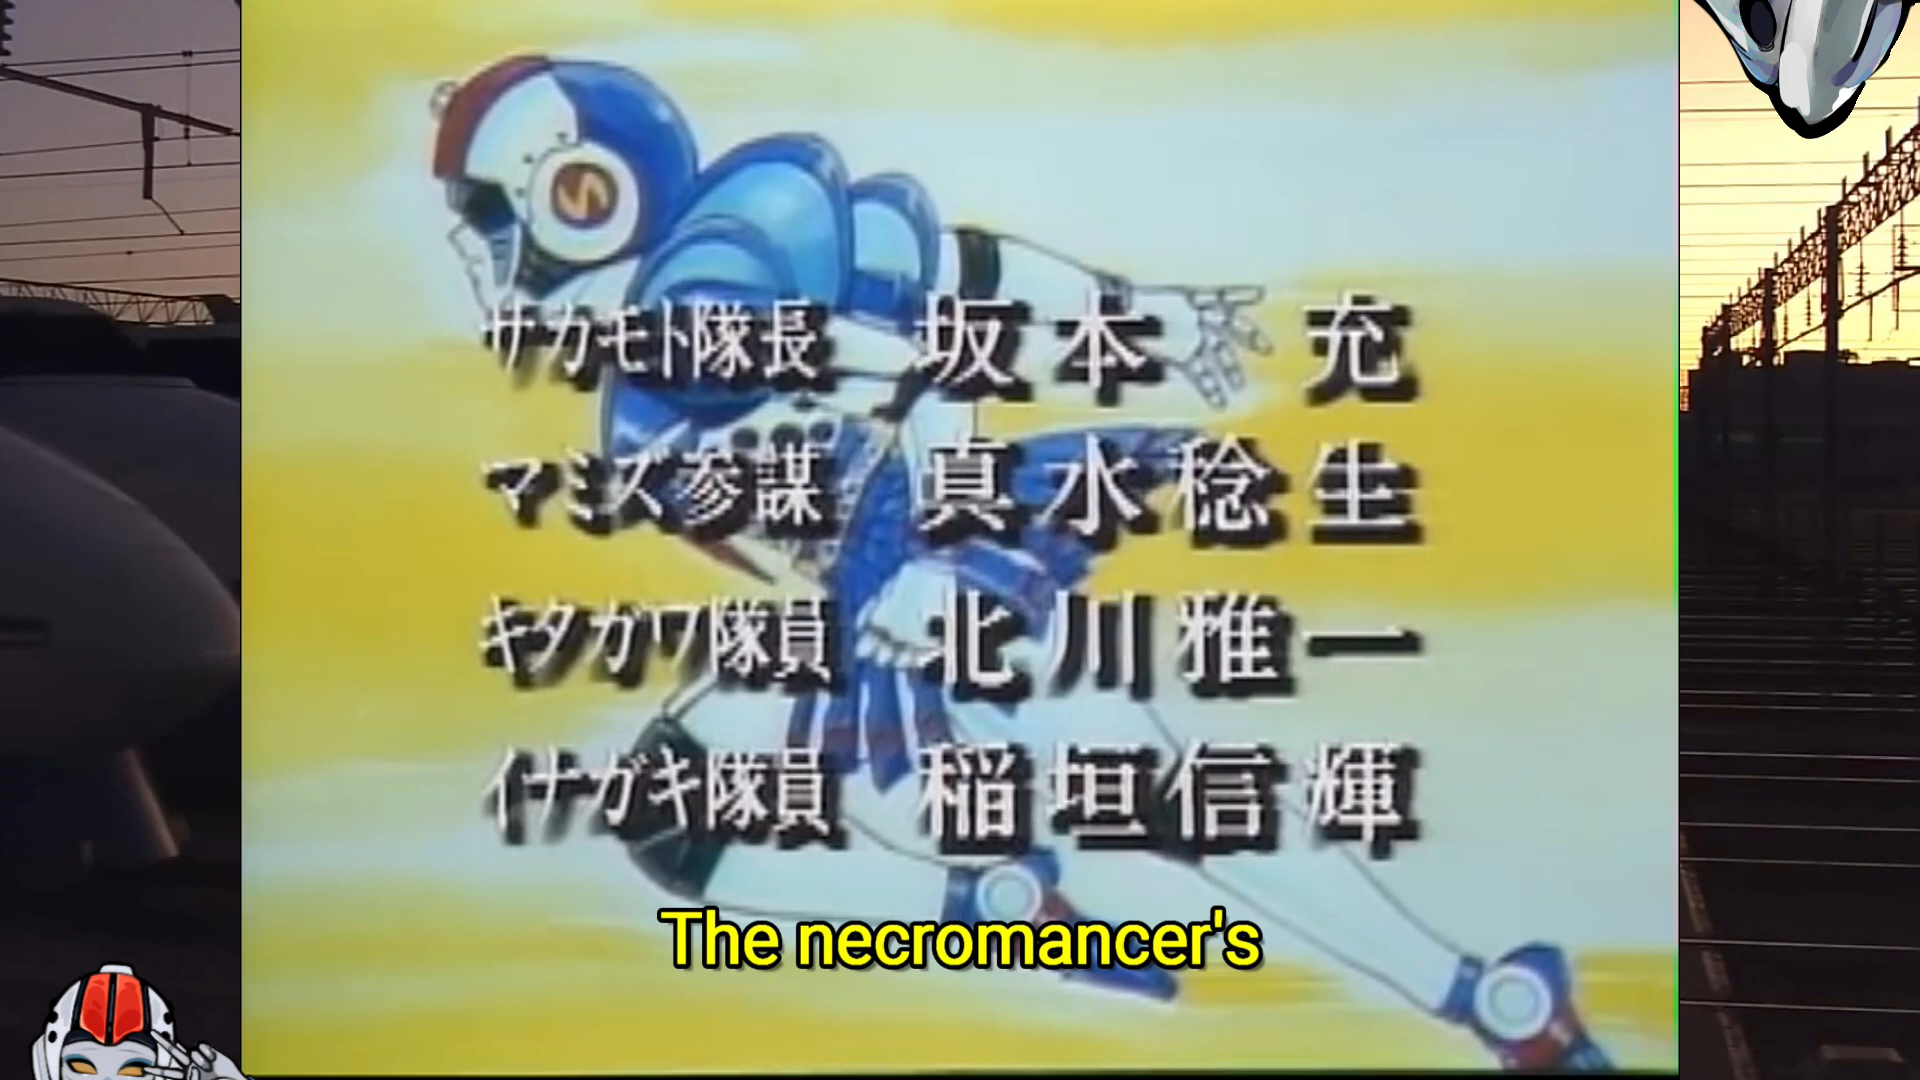 S
サカモト隊長 坂本 充
マミズ参謀 真水稔生
キタガワ隊員 北川雅一
イナガキ隊員 稲垣信輝
The necromancer's